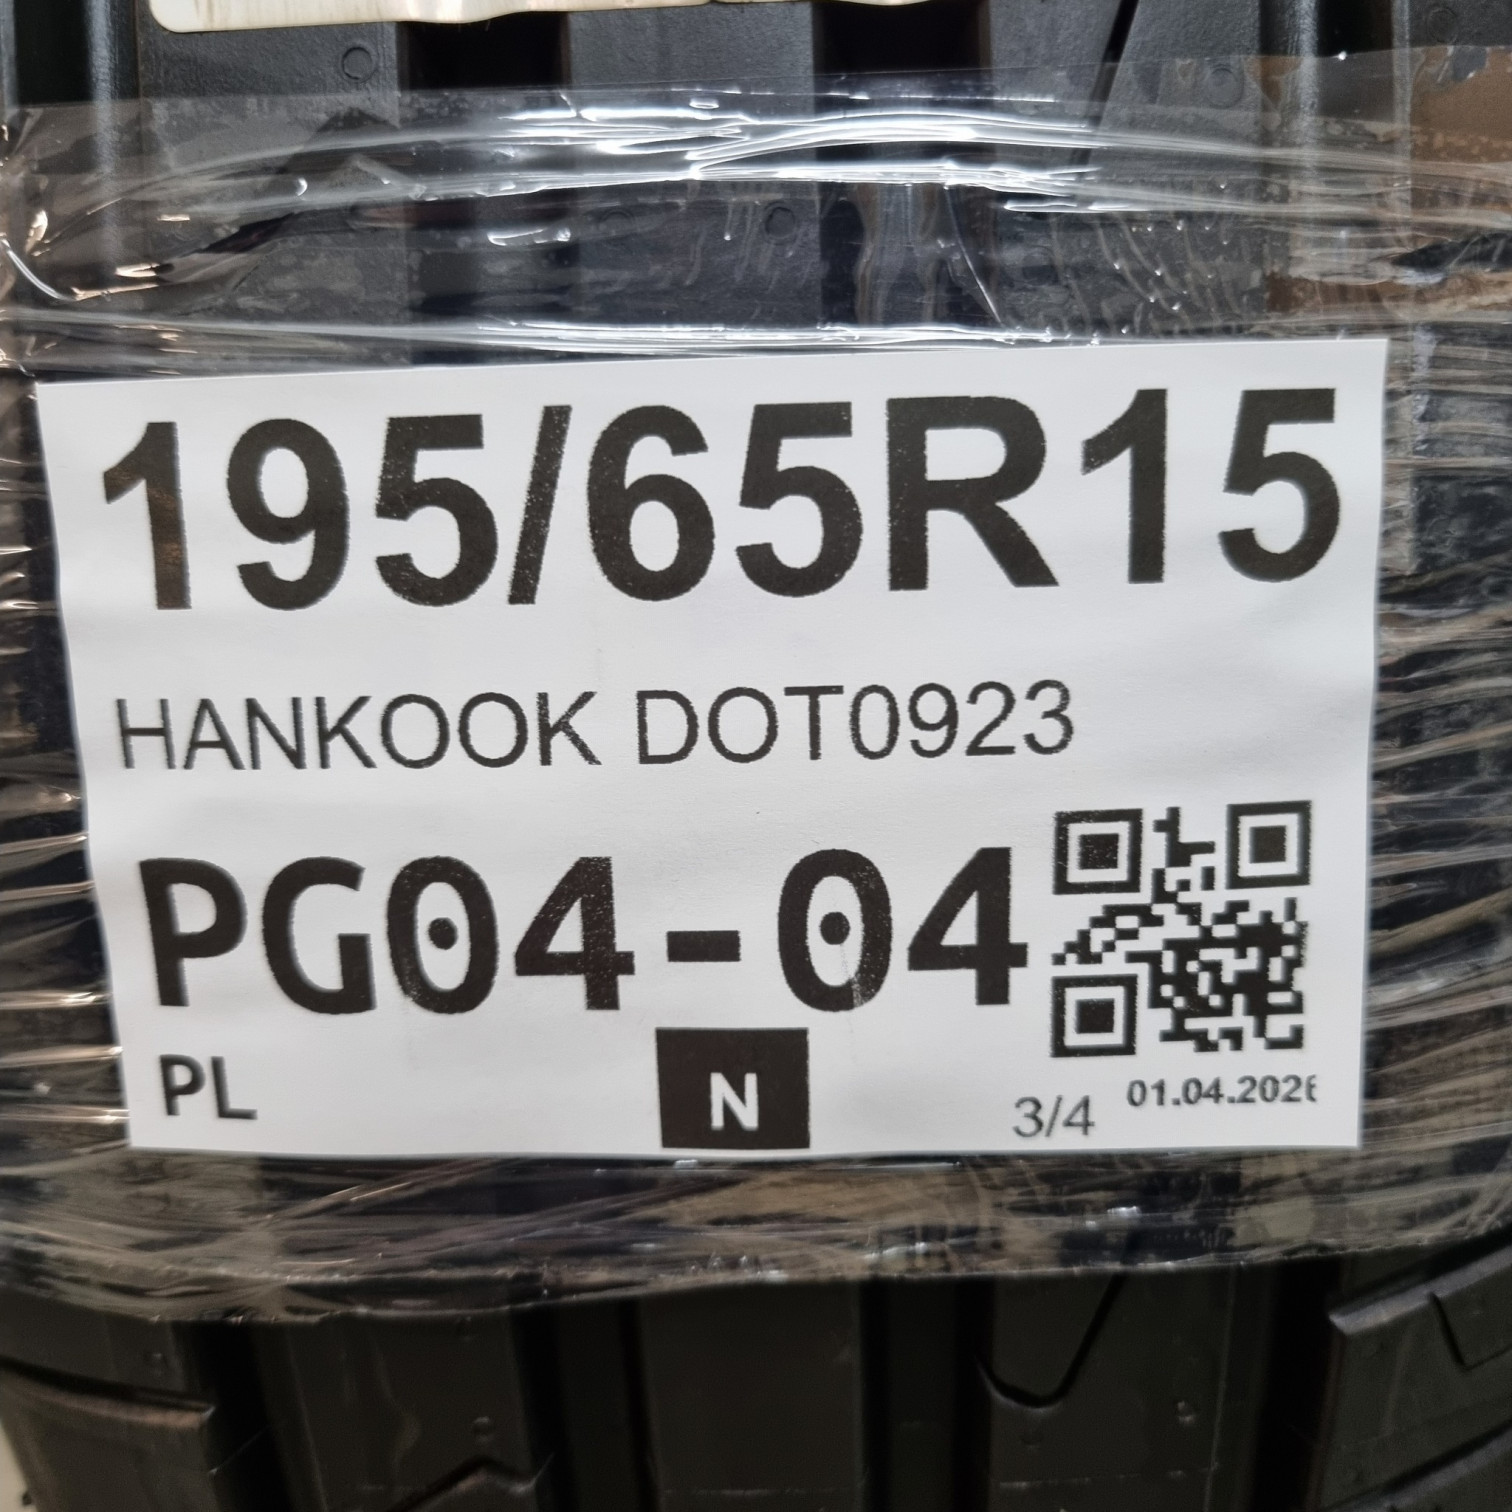 195/65R15
HANKOOK DOT0923
PG04-04
PL
N
3/4
01.04.2026